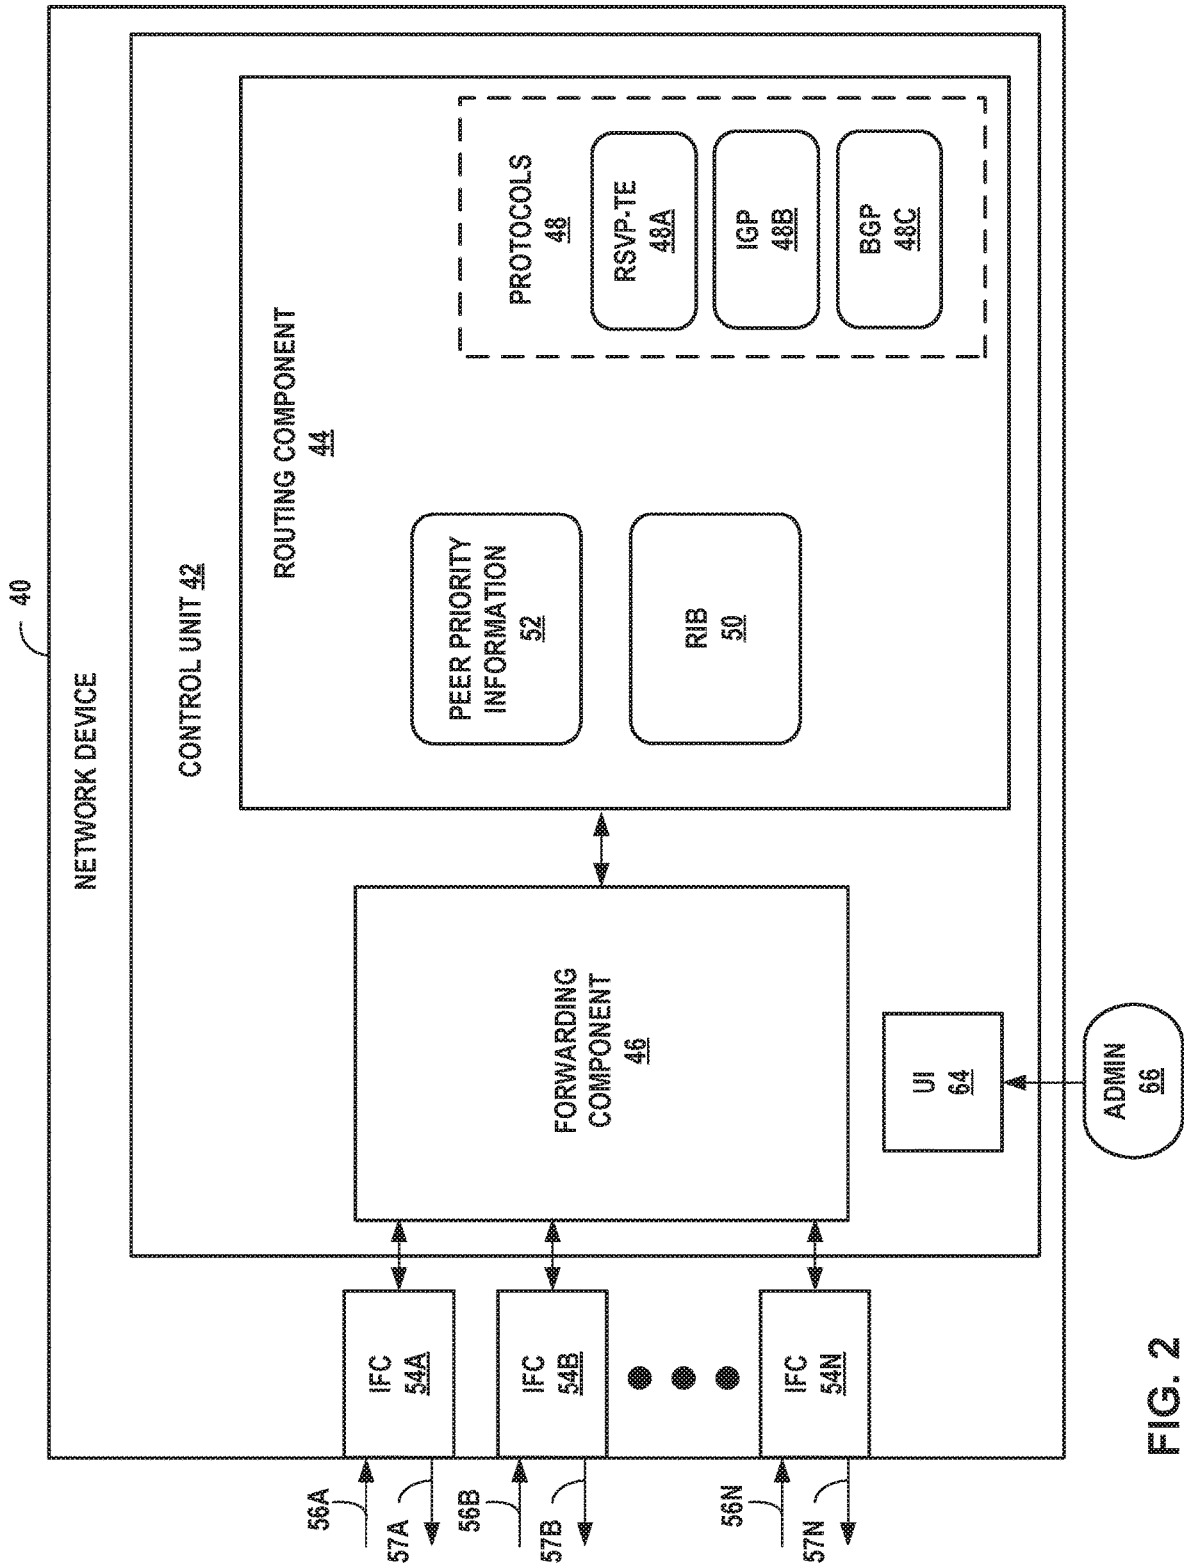 40
NETWORK DEVICE
CONTROL UNIT 42
ROUTING COMPONENT
44
PROTOCOLS
48
RSVP-TE
48A
IGP
48B
BGP
48C
PEER PRIORITY
INFORMATION
52
RIB
50
FORWARDING
COMPONENT
46
UI
64
ADMIN
66
IFC
54A
IFC
54B
IFC
54N
56A
57A
56B
57B
56N
57N
FIG. 2